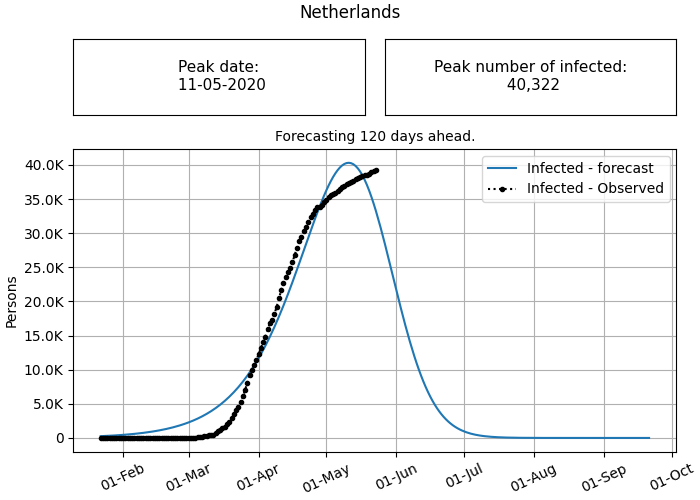 Netherlands
Peak date:
11-05-2020
Peak number of infected:
40,322
Forecasting 120 days ahead.
Infected - forecast
Infected - Observed
Persons
40.0K
35.0K
30.0K
25.0K
20.0K
15.0K
10.0K
5.0K
0
01-Feb
01-Mar
01-Apr
01-May
01-Jun
01-Jul
01-Aug
01-Sep
01-Oct